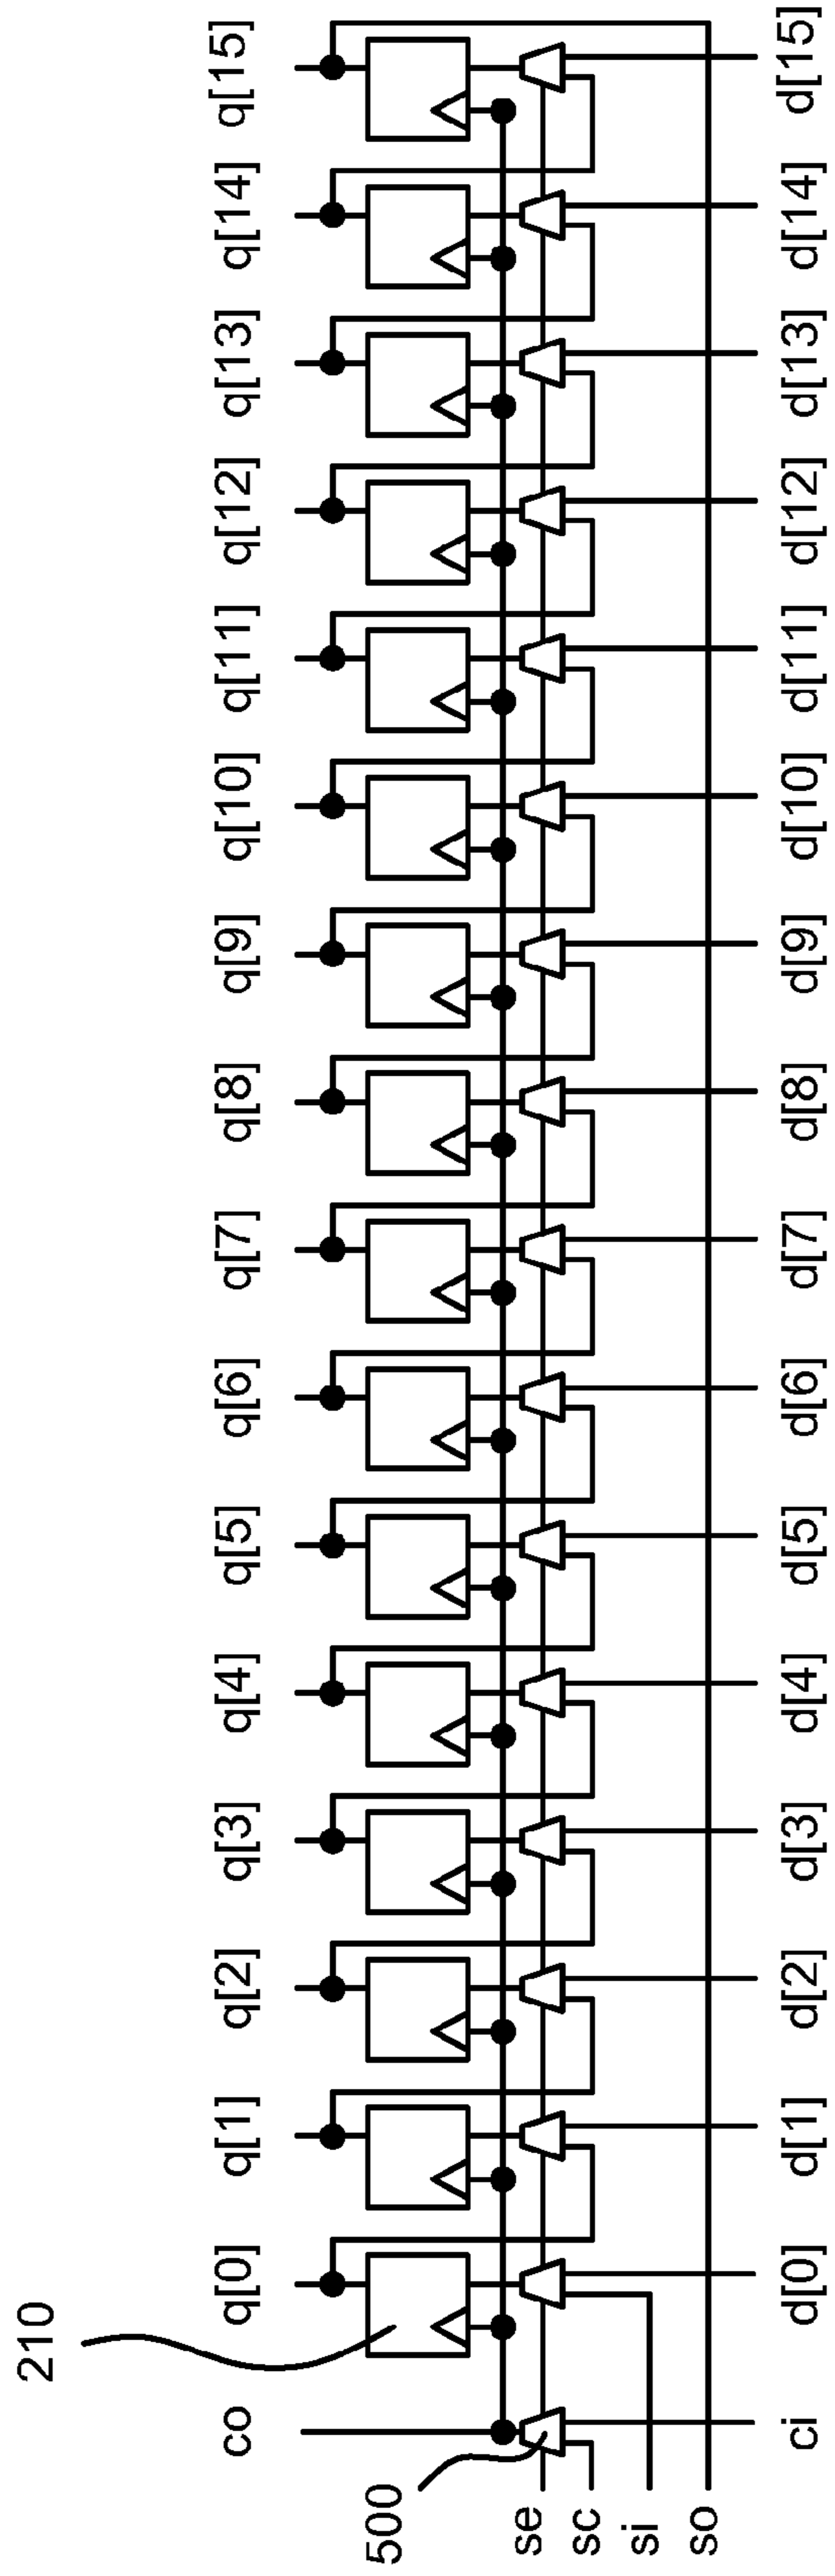 210
co q[0] q[1] q[2] q[3] q[4] q[5] q[6] q[7] q[8] q[9] q[10] q[11] q[12] q[13] q[14] q[15]
500
se
sc
si
so
ci d[0] d[1] d[2] d[3] d[4] d[5] d[6] d[7] d[8] d[9] d[10] d[11] d[12] d[13] d[14] d[15]